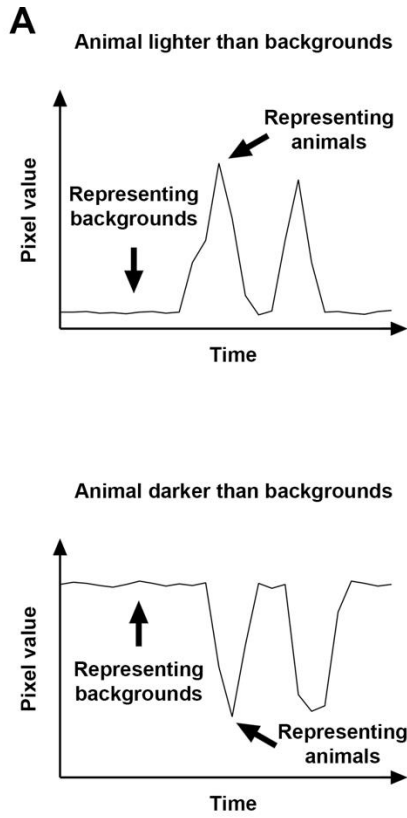 A
Animal lighter than backgrounds
Representing
animals
Representing
backgrounds
Pixel value
Time
Animal darker than backgrounds
Pixel value
Representing
backgrounds
Representing
animals
Time